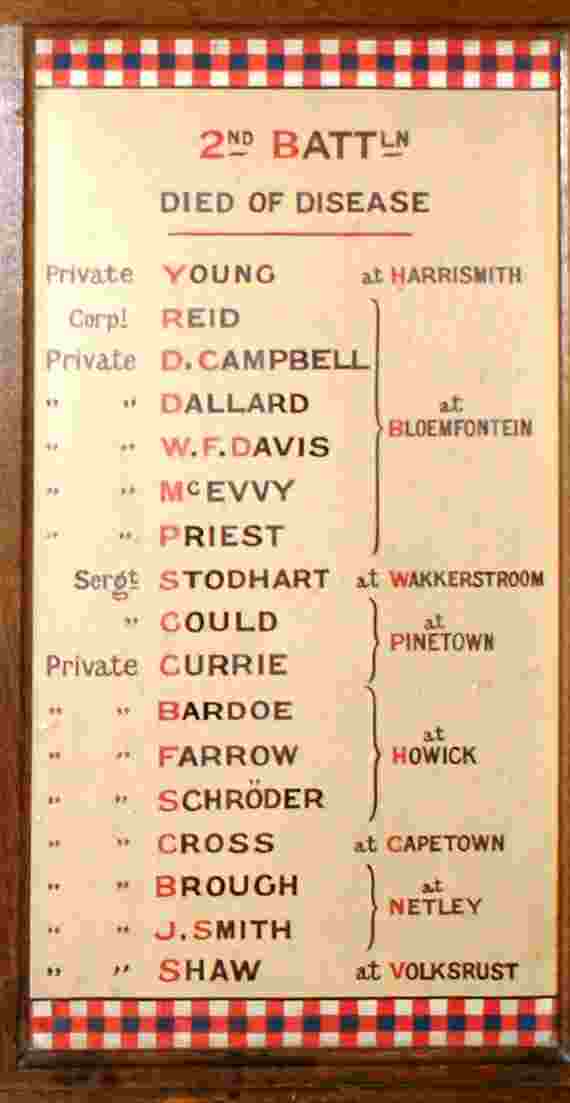 2ND BATTLN
DIED OF DISEASE
Private YOUNG at HARRISMITH
Corpl REID
Private D. CAMPBELL
" " DALLARD at
" " W. F. DAVIS BLOEMFONTEIN
" " McEVVY
" " PRIEST
Sergt STODHART at WAKKERSTROOM
" COULD at
Private CURRIE PINETOWN
" " BARDOE at
" " FARROW HOWICK
" " SCHRÖDER
" " CROSS at CAPETOWN
" " BROUGH at
" " J. SMITH NETLEY
" " SHAW at VOLKSRUST